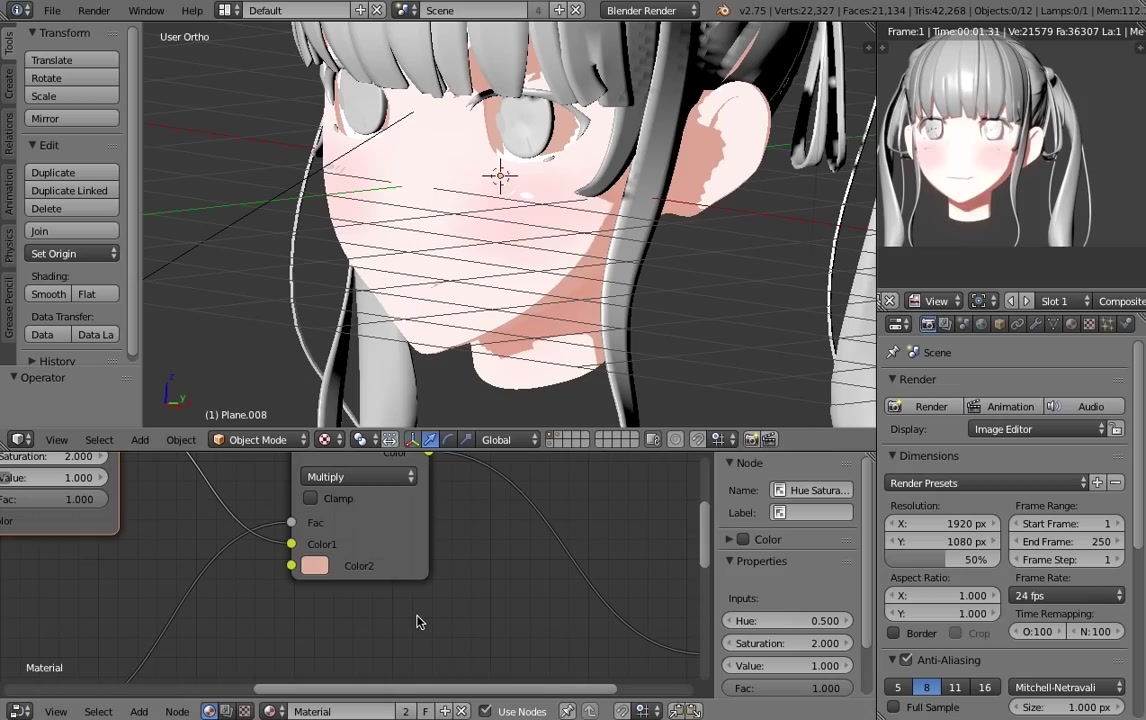 File Render Window Help Default Scene 4 Blender Render v2.75 | Verts:22,327 | Faces:21,134 | Tris:42,268 | Objects:0/12 | Lamps:0/1 | Mem:112.
Tools
Create
Relations
Animation
Physics
Grease Pencil
Transform
Translate
Rotate
Scale
Mirror
Edit
Duplicate
Duplicate Linked
Delete
Join
Set Origin
Shading:
Smooth Flat
Data Transfer:
Data Data La
History
Operator
User Ortho
z
y
(1) Plane.008
Frame:1 | Time:00:01.31 | Ve:21579 Fa:36307 La:1 | Me
View Slot 1 Composite
View Select Add Object Object Mode Global
Saturation: 2.000
Value: 1.000
Fac: 1.000
olor
Color
Multiply
Clamp
Fac
Color1
Color2
Material
Node
Name: Hue Satura...
Label:
Color
Properties
Inputs:
Hue: 0.500
Saturation: 2.000
Value: 1.000
Fac: 1.000
View Select Add Node Material 2 F Use Nodes
Scene
Render
Render Animation Audio
Display: Image Editor
Dimensions
Render Presets
Resolution: Frame Range:
X: 1920 px Start Frame: 1
Y: 1080 px End Frame: 250
50% Frame Step: 1
Aspect Ratio: Frame Rate:
X: 1.000 24 fps
Y: 1.000 Time Remapping:
Border Crop O:100 N:100
Anti-Aliasing
5 8 11 16 Mitchell-Netravali
Full Sample Size: 1.000 px